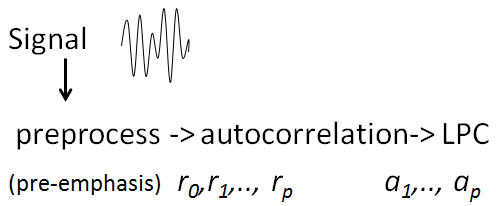 Signal
preprocess -> autocorrelation-> LPC
(pre-emphasis) r0,r1,.., rp a1,.., ap